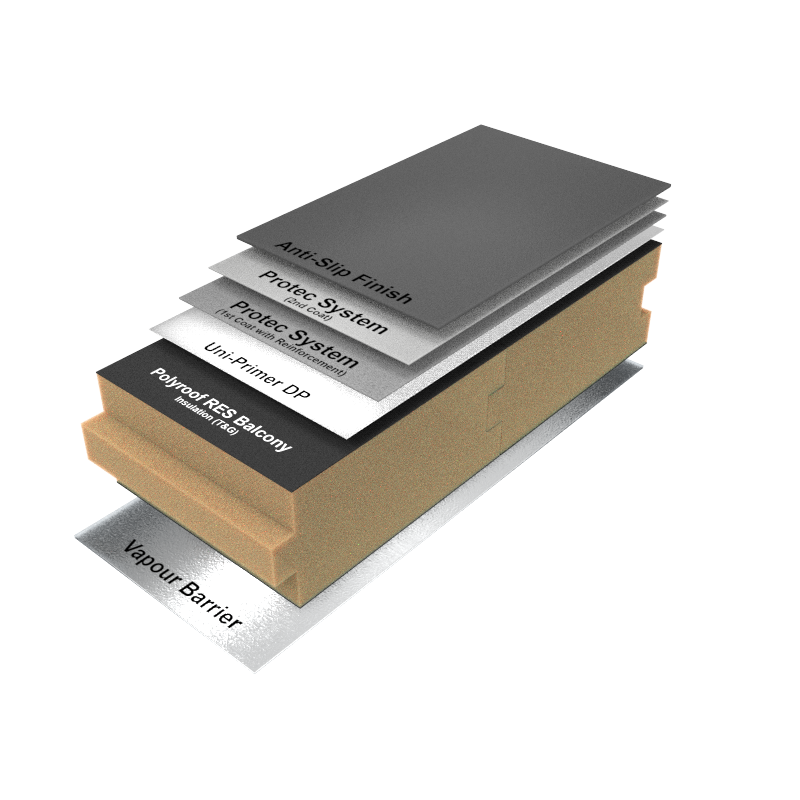 Anti-Slip Finish
Protec System
(2nd Coat)
Protec System
(1st Coat with Reinforcement)
Uni-Primer DP
Polyroof RES Balcony
Insulation (T&G)
Vapour Barrier